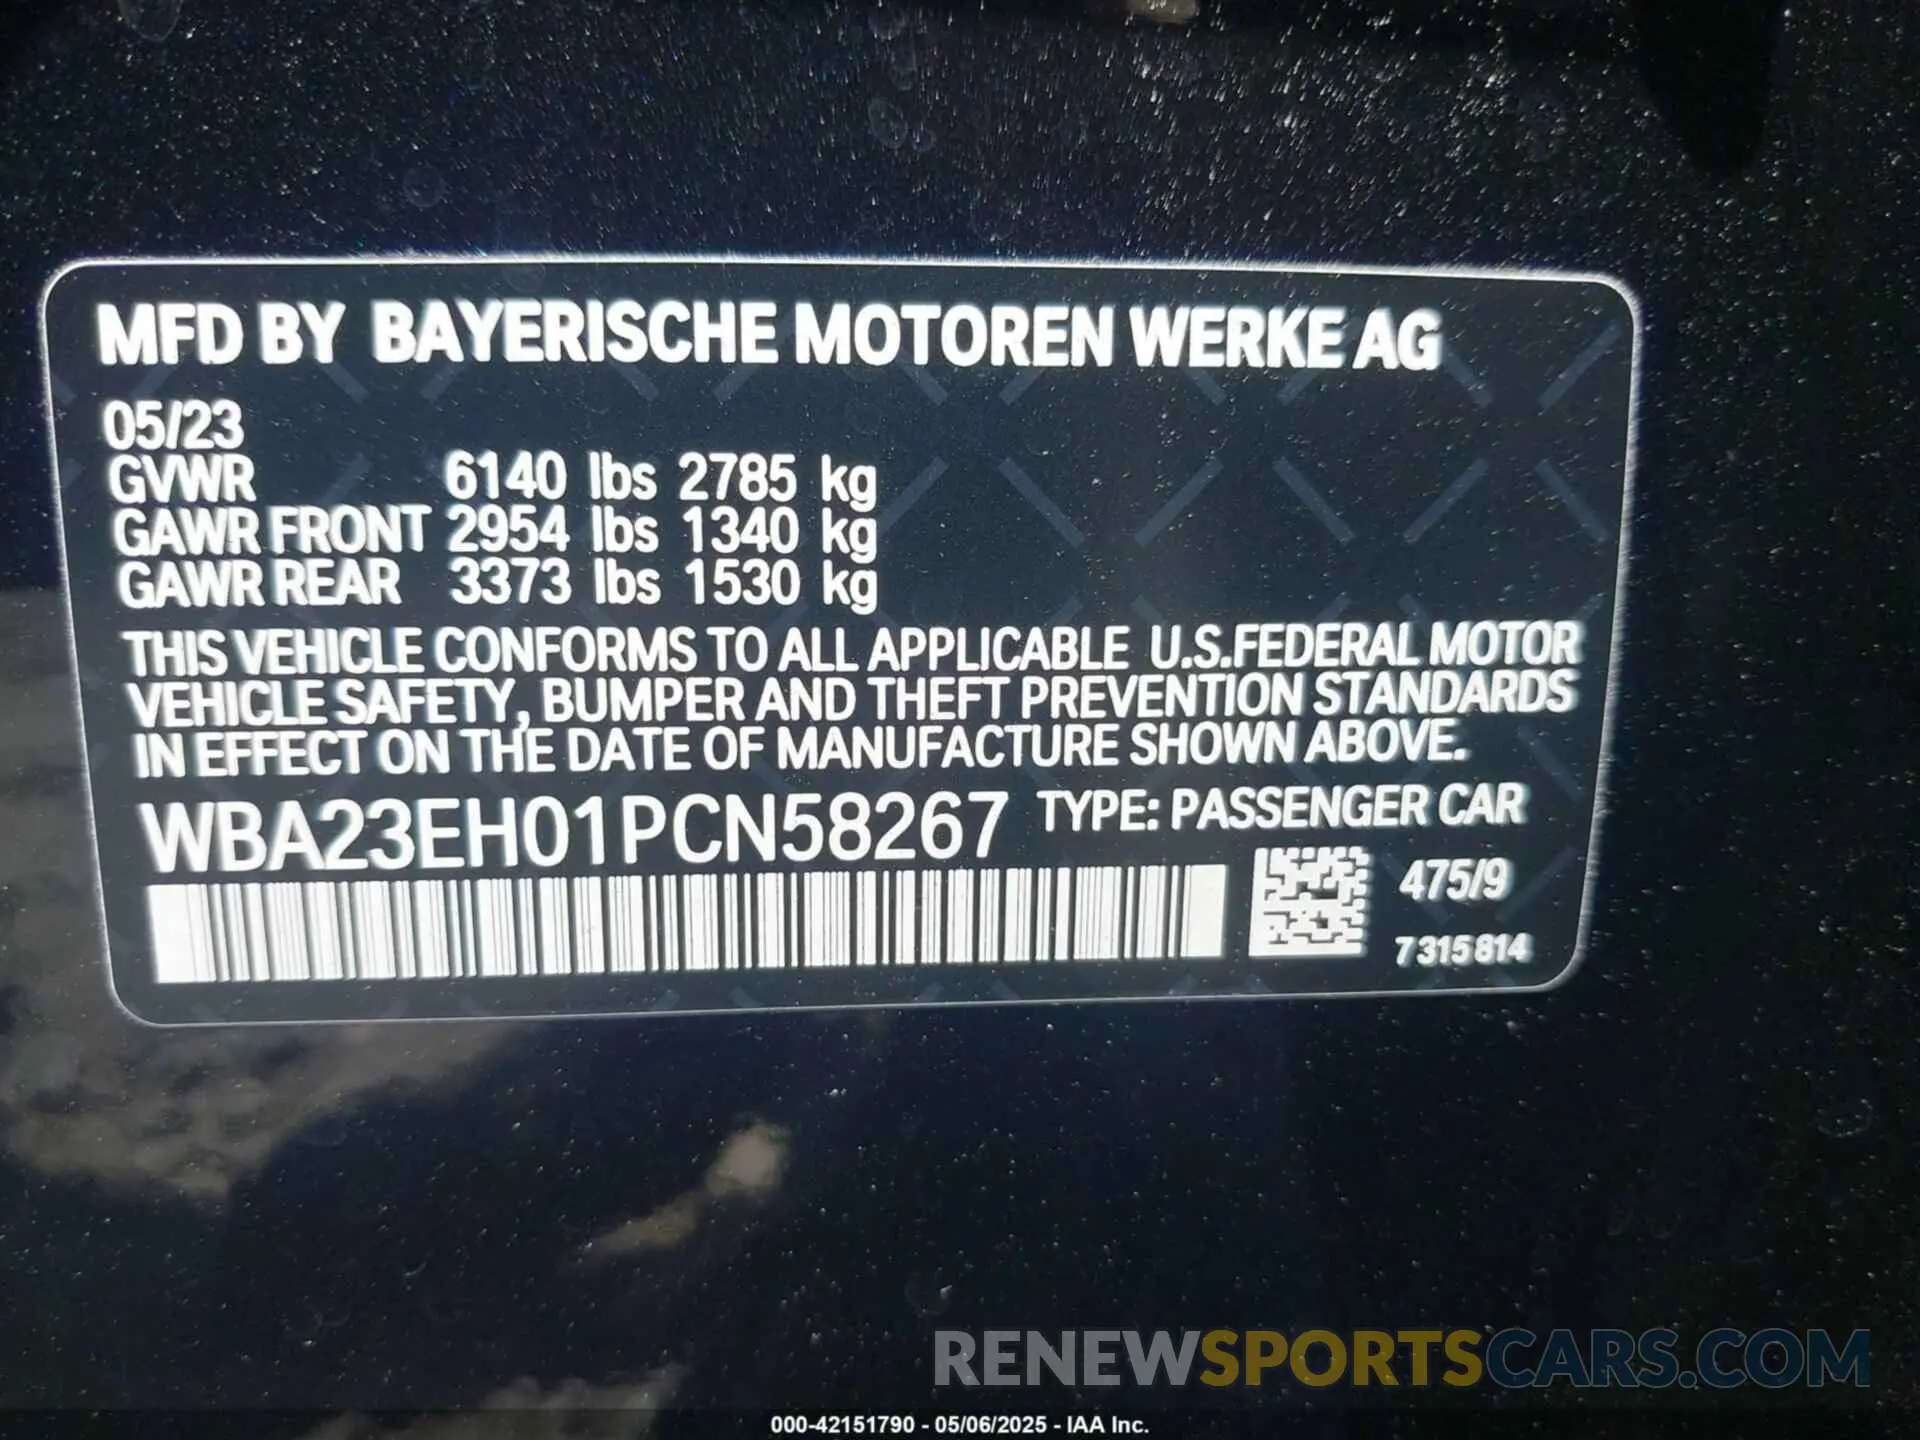 MFD BY BAYERISCHE MOTOREN WERKE AG
05/23
GVWR 6140 lbs 2785 kg
GAWR FRONT 2954 lbs 1340 kg
GAWR REAR 3373 lbs 1530 kg
THIS VEHICLE CONFORMS TO ALL APPLICABLE U.S.FEDERAL MOTOR
VEHICLE SAFETY, BUMPER AND THEFT PREVENTION STANDARDS
IN EFFECT ON THE DATE OF MANUFACTURE SHOWN ABOVE.
WBA23EH01PCN58267 TYPE: PASSENGER CAR
475/9
7315814
RENEWSPORTSCARS.COM
000-42151790 - 05/06/2025 - IAA Inc.